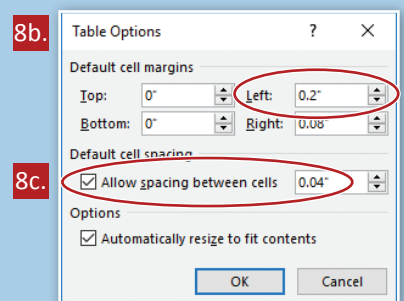 8b.
Table Options ? ×
Default cell margins
Top: 0" Left: 0.2"
Bottom: 0" Right: 0.08"
Default cell spacing
8c.
Allow spacing between cells 0.04"
Options
Automatically resize to fit contents
OK Cancel